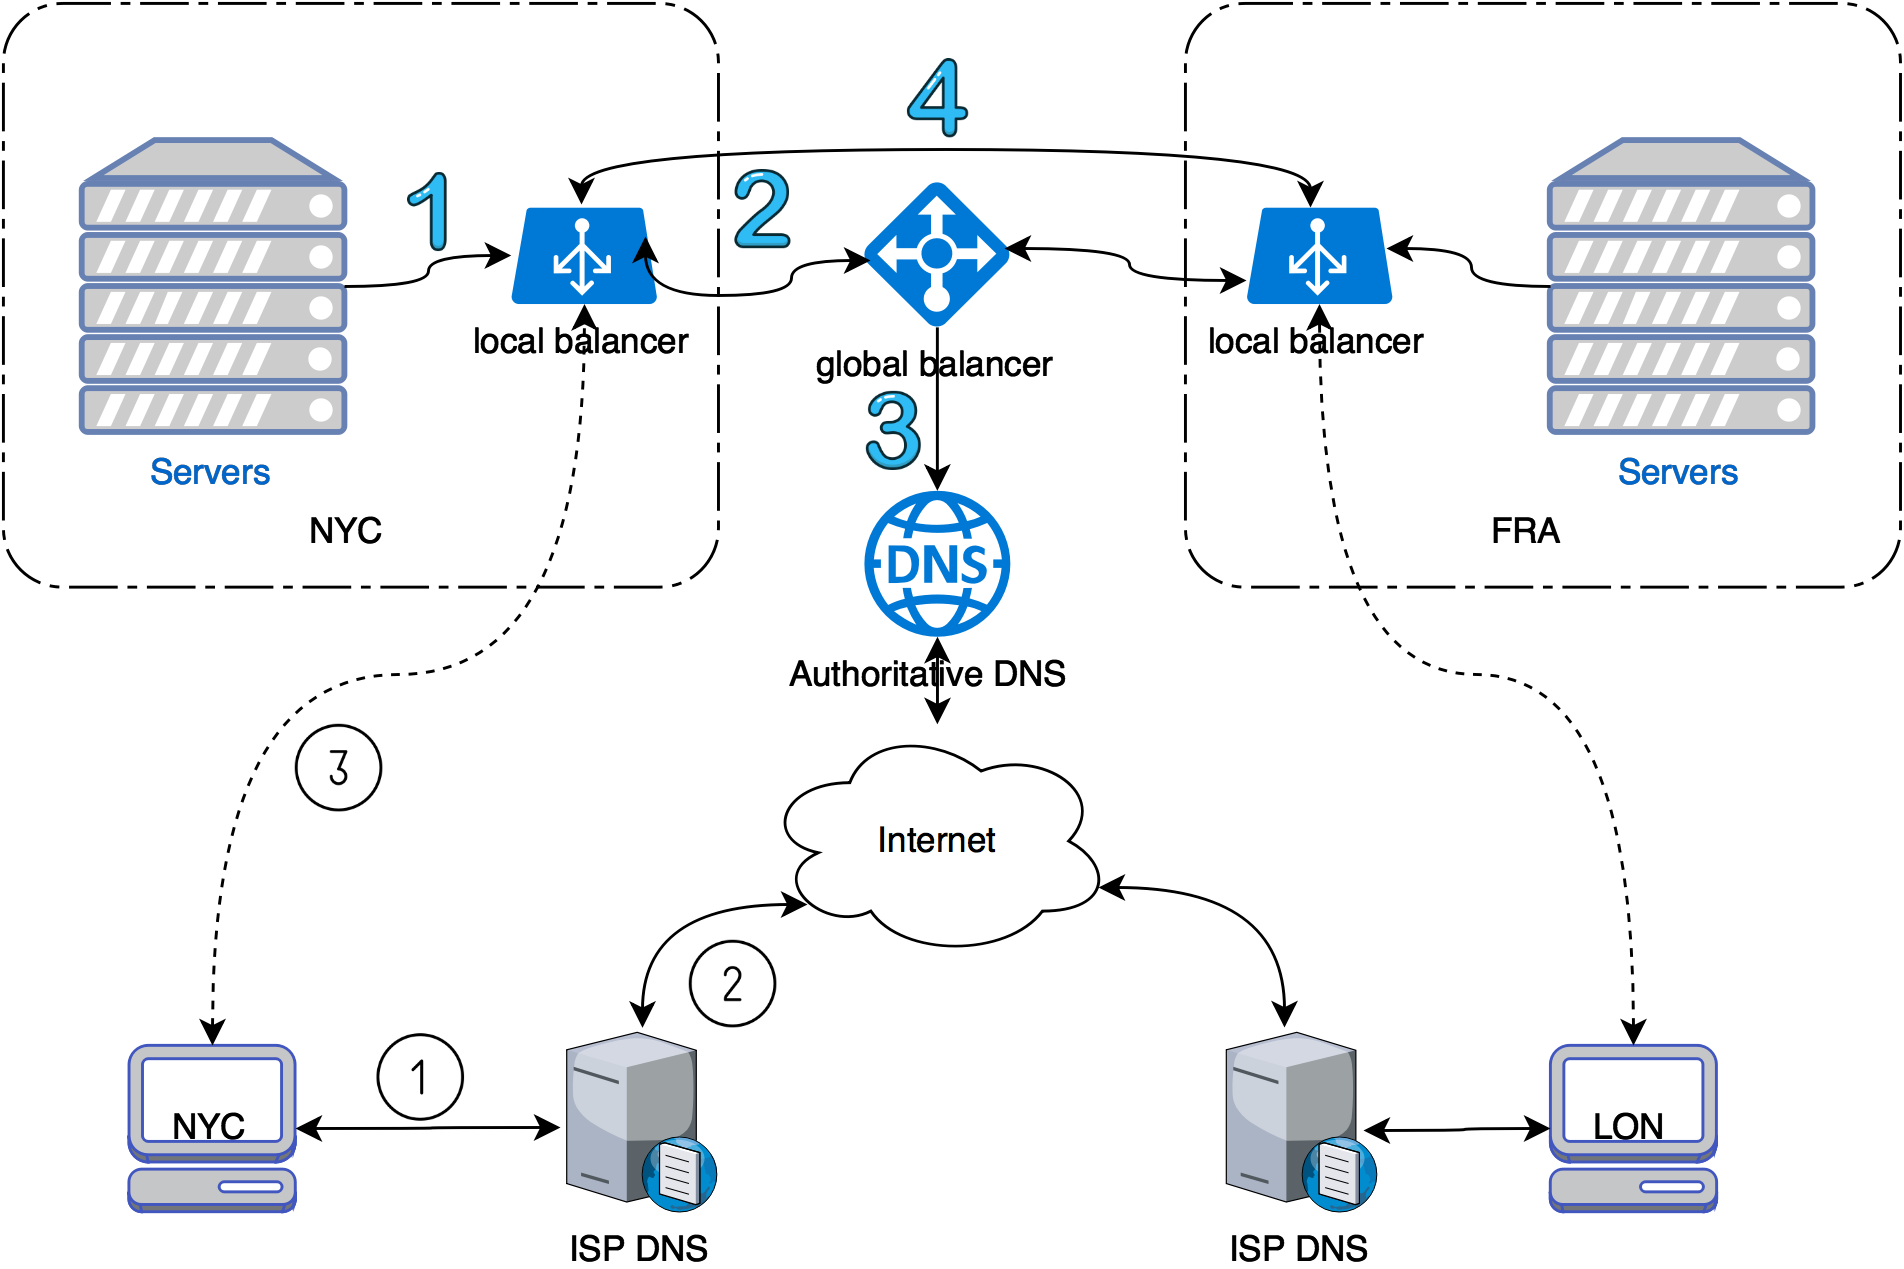 4
1
2
local balancer
global balancer
local balancer
3
Servers
Servers
NYC
FRA
DNS
Authoritative DNS
3
Internet
2
1
NYC
LON
ISP DNS
ISP DNS